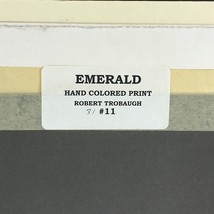 EMERALD
HAND COLORED PRINT
ROBERT TROBAUGH
#11